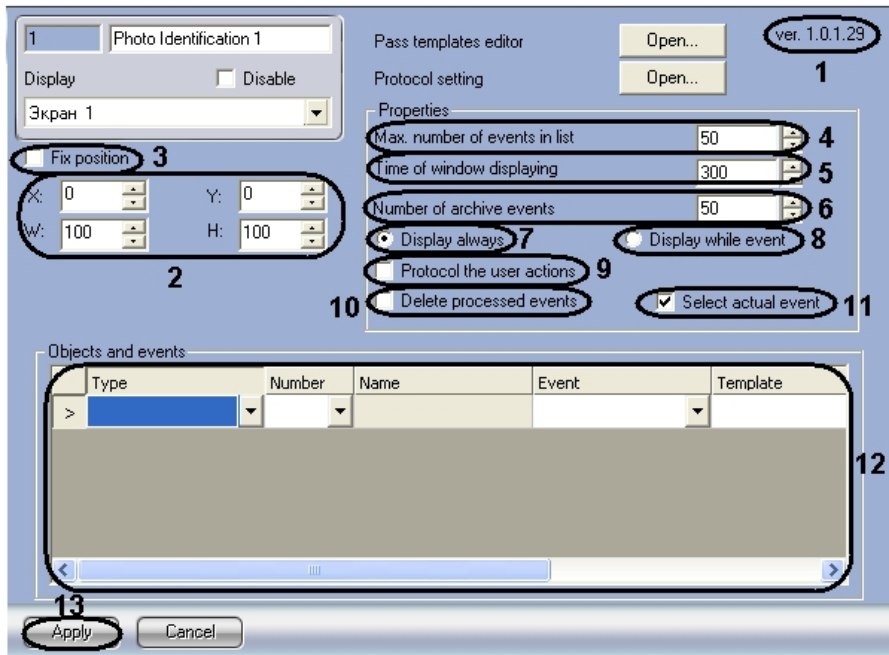 1 Photo Identification 1
Display Disable
Экран 1
Pass templates editor Open...
Protocol setting Open...
ver. 1.0.1.29
1
Fix position 3
X: 0 Y: 0
W: 100 H: 100
2
Properties
Max. number of events in list 50 4
Time of window displaying 300 5
Number of archive events 50 6
Display always 7 Display while event 8
Protocol the user actions 9
10 Delete processed events Select actual event 11
Objects and events
Type Number Name Event Template
>
12
13
Apply Cancel